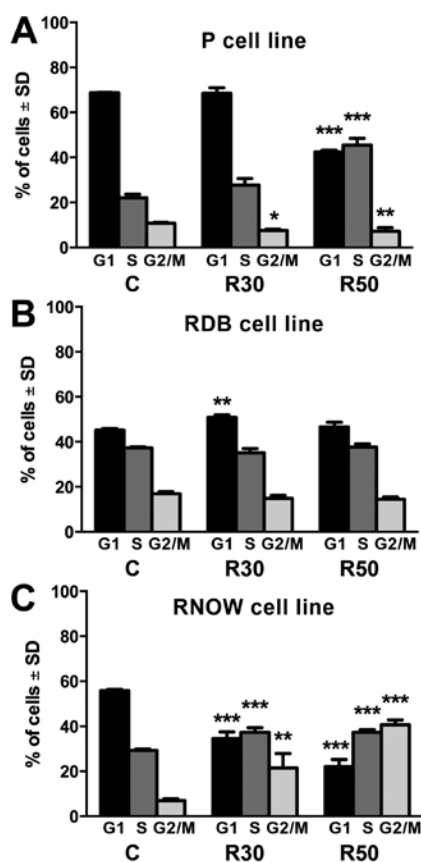 A
P cell line
% of cells ± SD
100
80
60
40
20
0
*
***
***
**
G1 S G2/M G1 S G2/M G1 S G2/M
C R30 R50
B
RDB cell line
% of cells ± SD
100
80
60
40
20
0
**
G1 S G2/M G1 S G2/M G1 S G2/M
C R30 R50
C
RNOW cell line
% of cells ± SD
100
80
60
40
20
0
***
***
**
***
***
***
G1 S G2/M G1 S G2/M G1 S G2/M
C R30 R50